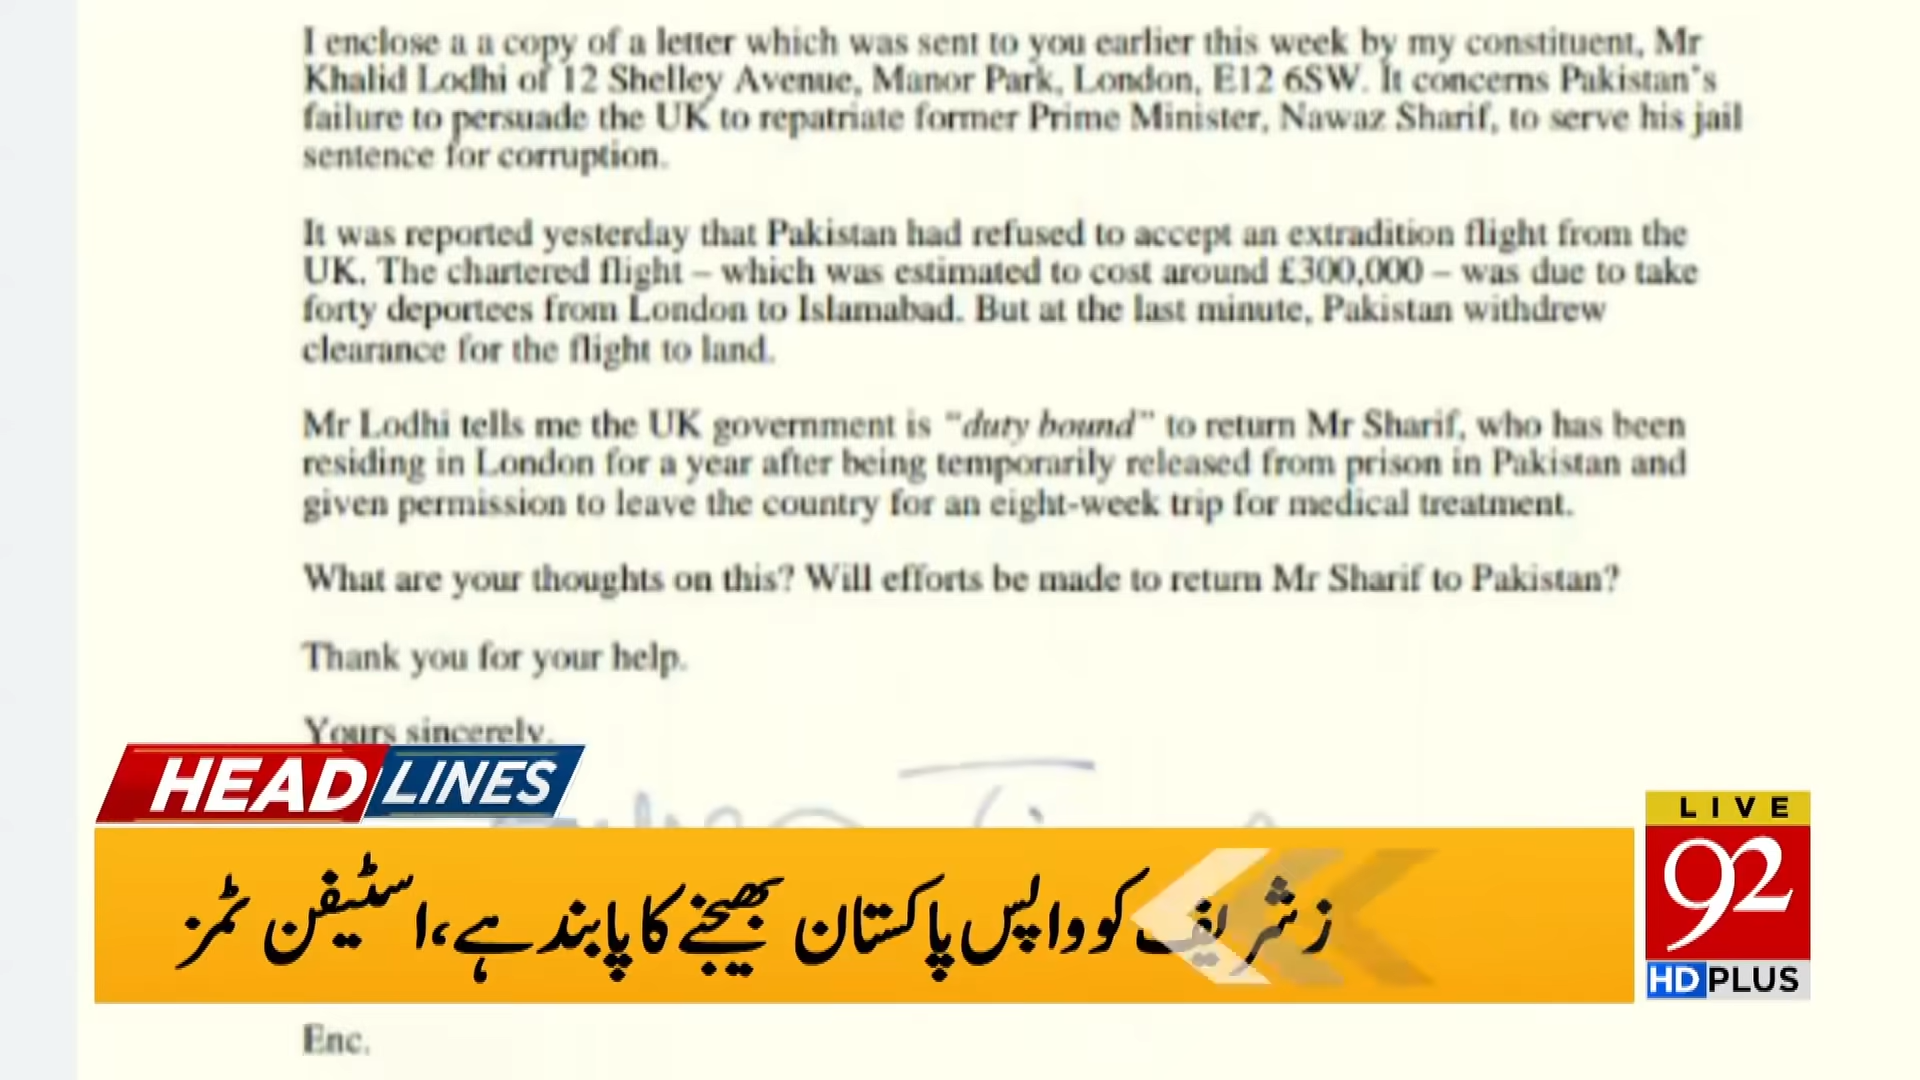 I enclose a a copy of a letter which was sent to you earlier this week by my constituent, Mr
Khalid Lodhi of 12 Shelley Avenue, Manor Park, London, E12 6SW. It concerns Pakistan's
failure to persuade the UK to repatriate former Prime Minister, Nawaz Sharif, to serve his jail
sentence for corruption.
It was reported yesterday that Pakistan had refused to accept an extradition flight from the
UK. The chartered flight – which was estimated to cost around £300,000 – was due to take
forty deportees from London to Islamabad. But at the last minute, Pakistan withdrew
clearance for the flight to land.
Mr Lodhi tells me the UK government is "duty bound" to return Mr Sharif, who has been
residing in London for a year after being temporarily released from prison in Pakistan and
given permission to leave the country for an eight-week trip for medical treatment.
What are your thoughts on this? Will efforts be made to return Mr Sharif to Pakistan?
Thank you for your help.
Yours sincerely,
HEADLINES
ز شریف کو واپس پاکستان بھیجنے کا پابند ہے، اسٹیفن ٹمز
LIVE
92
HD PLUS
Enc.